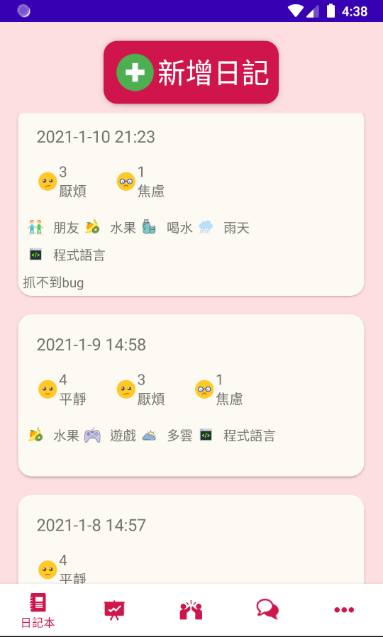 4:38
新增日記
2021-1-10 21:23
3 1
厭煩 焦慮
朋友 水果 喝水 雨天
程式語言
抓不到bug
2021-1-9 14:58
4 3 1
平靜 厭煩 焦慮
水果 遊戲 多雲 程式語言
2021-1-8 14:57
4
平靜
日記本